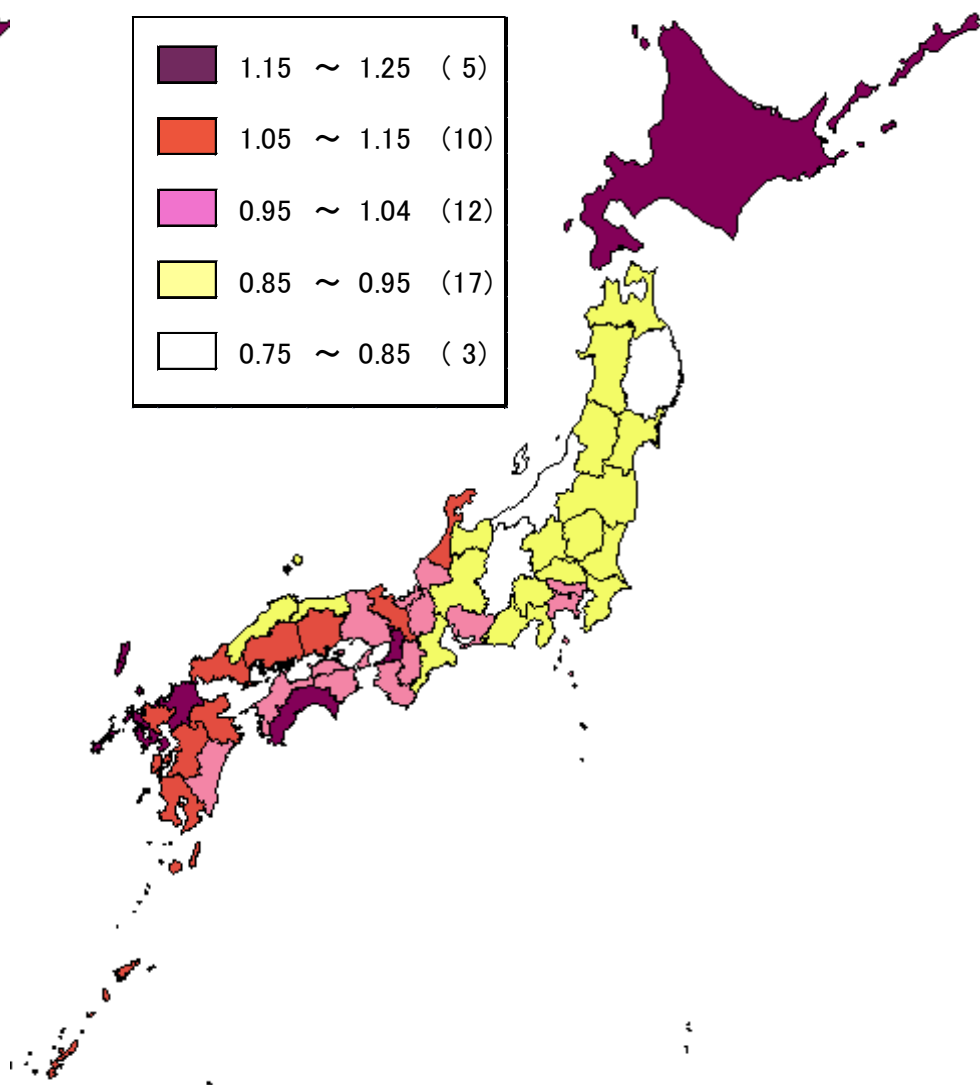 1.15 ～ 1.25 （ 5）
1.05 ～ 1.15 （10）
0.95 ～ 1.04 （12）
0.85 ～ 0.95 （17）
0.75 ～ 0.85 （ 3）